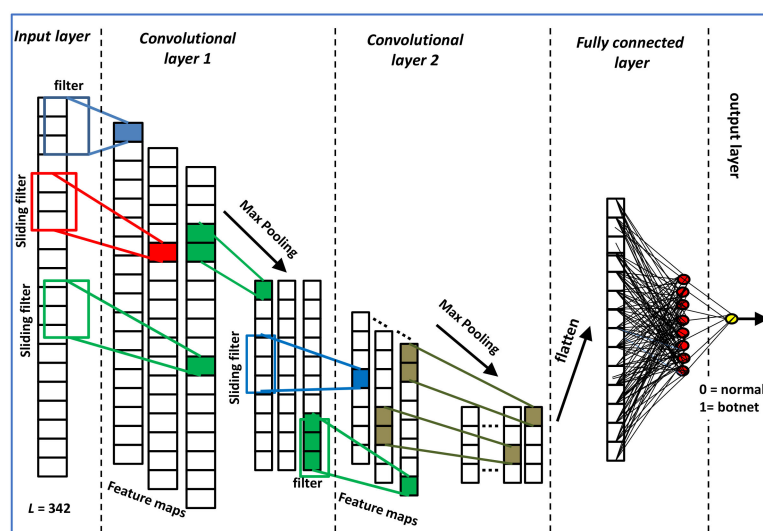 Input layer
Convolutional
layer 1
Convolutional
layer 2
Fully connected
layer
output layer
filter
Sliding filter
Sliding filter
Max Pooling
Sliding filter
Max Pooling
flatten
0 = normal
1= botnet
filter
L = 342
Feature maps
Feature maps